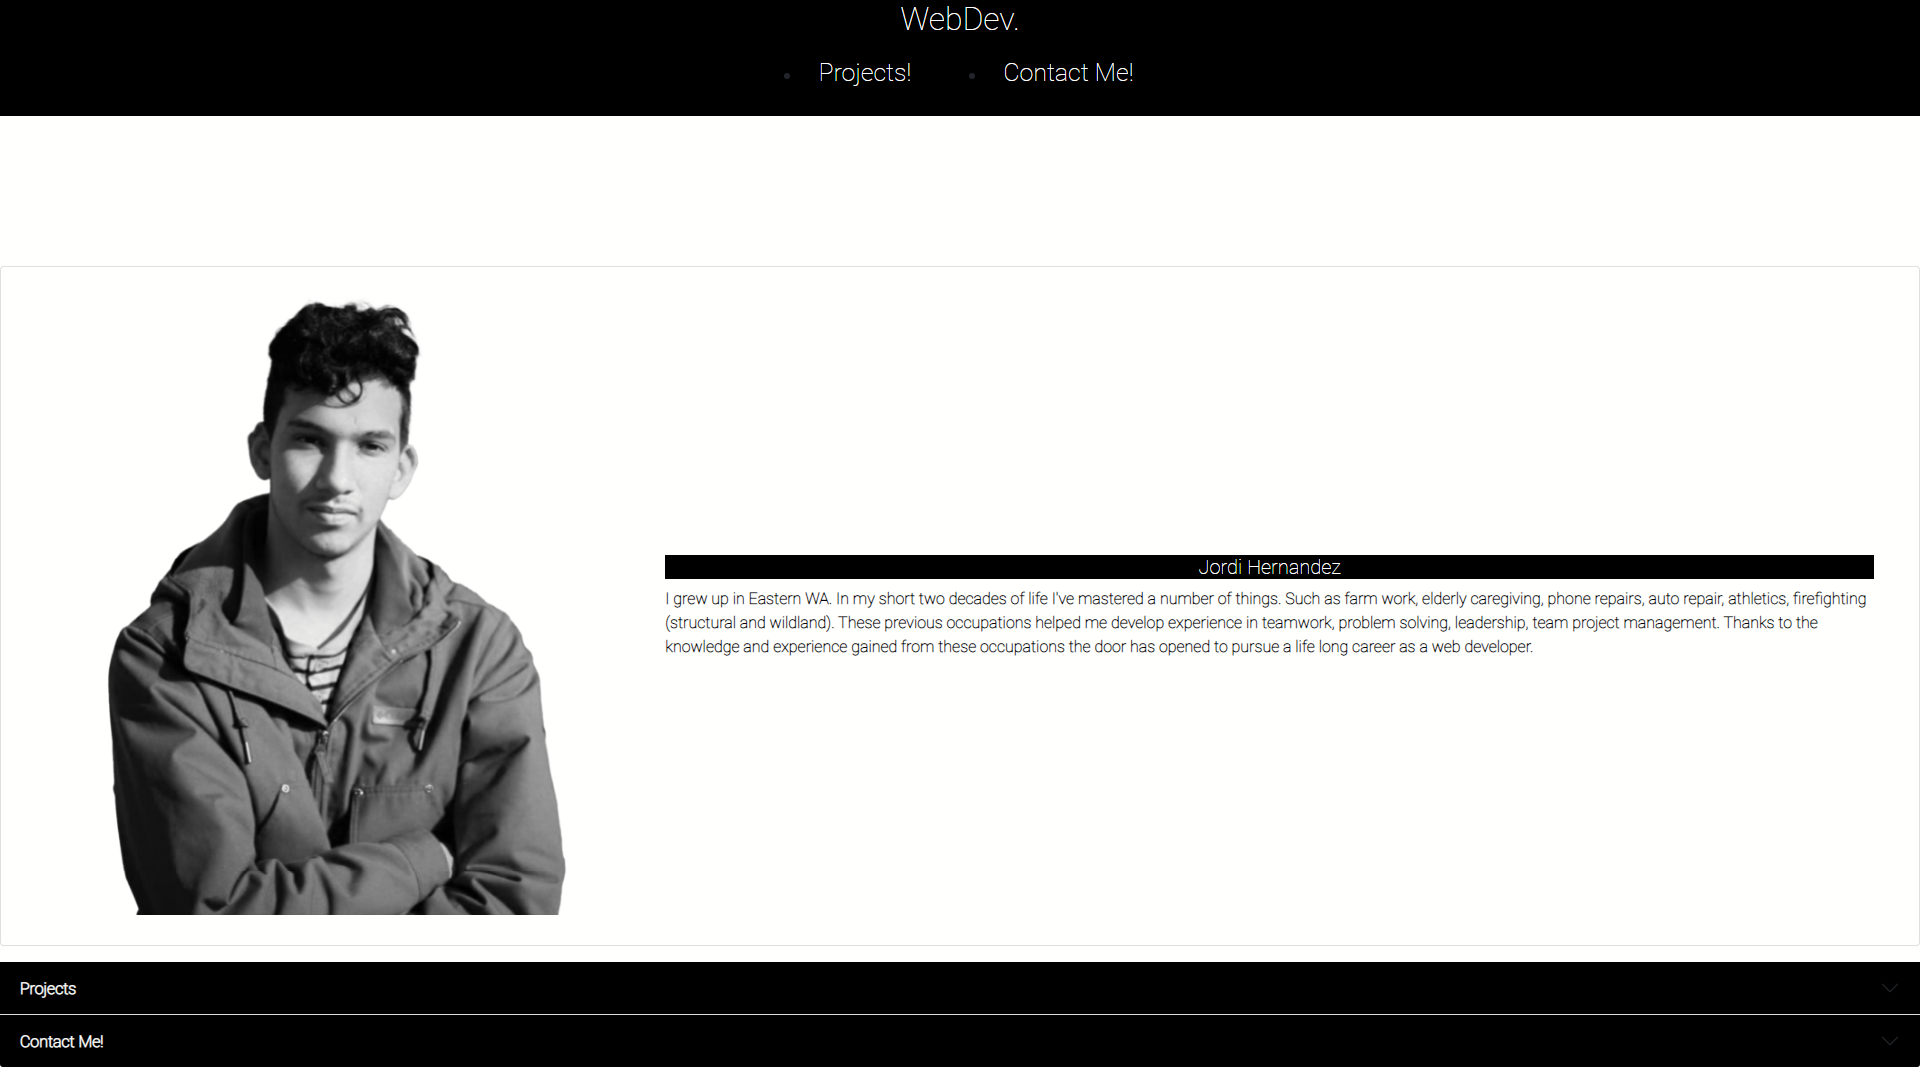 WebDev.
Projects!
Contact Me!
Jordi Hernandez
I grew up in Eastern WA. In my short two decades of life I've mastered a number of things. Such as farm work, elderly caregiving, phone repairs, auto repair, athletics, firefighting
(structural and wildland). These previous occupations helped me develop experience in teamwork, problem solving, leadership, team project management. Thanks to the
knowledge and experience gained from these occupations the door has opened to pursue a life long career as a web developer.
Projects
Contact Me!